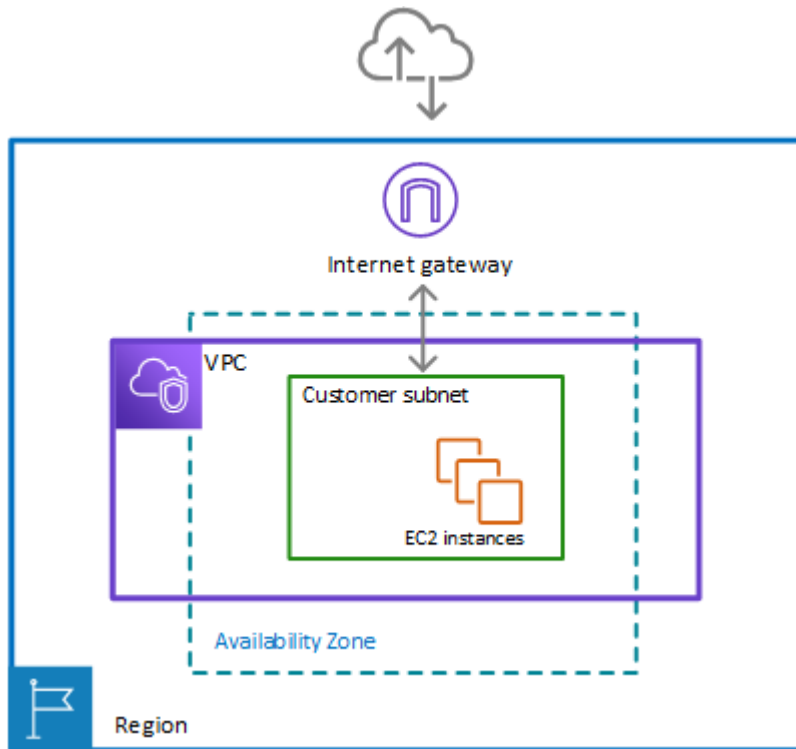 Internet gateway
VPC
Customer subnet
EC2 instances
Availability Zone
Region